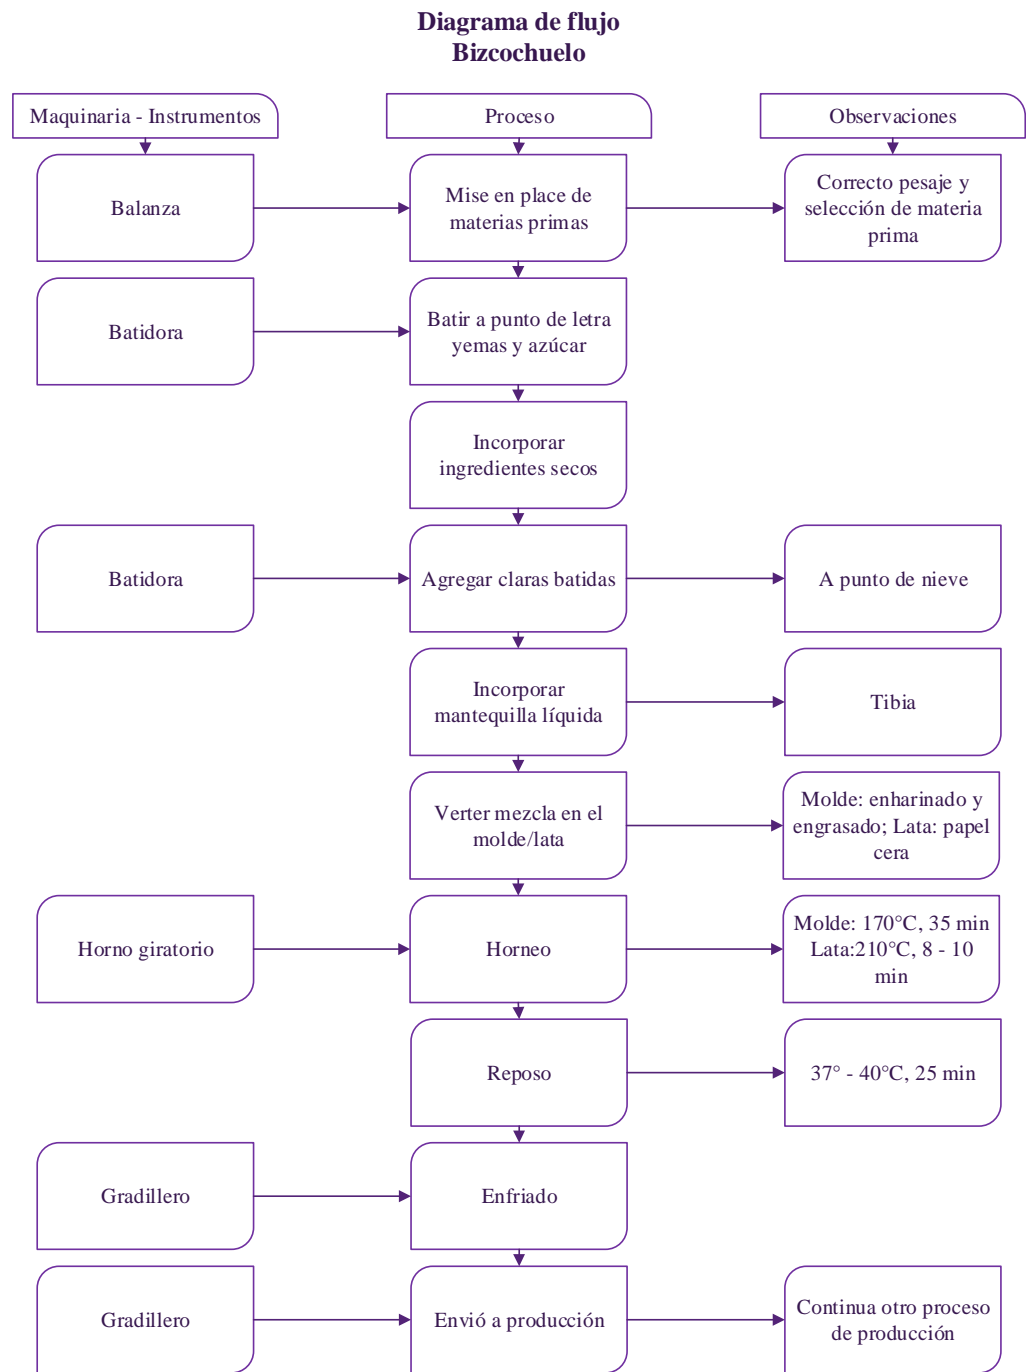 Diagrama de flujo
Bizcochuelo
Maquinaria - Instrumentos
Proceso
Observaciones
Balanza
Mise en place de
materias primas
Correcto pesaje y
selección de materia
prima
Batidora
Batir a punto de letra
yemas y azúcar
Incorporar
ingredientes secos
Batidora
Agregar claras batidas
A punto de nieve
Incorporar
mantequilla líquida
Tibia
Verter mezcla en el
molde/lata
Molde: enharinado y
engrasado; Lata: papel
cera
Horno giratorio
Horneo
Molde: 170°C, 35 min
Lata:210°C, 8 - 10
min
Reposo
37° - 40°C, 25 min
Gradillero
Enfriado
Gradillero
Envió a producción
Continua otro proceso
de producción